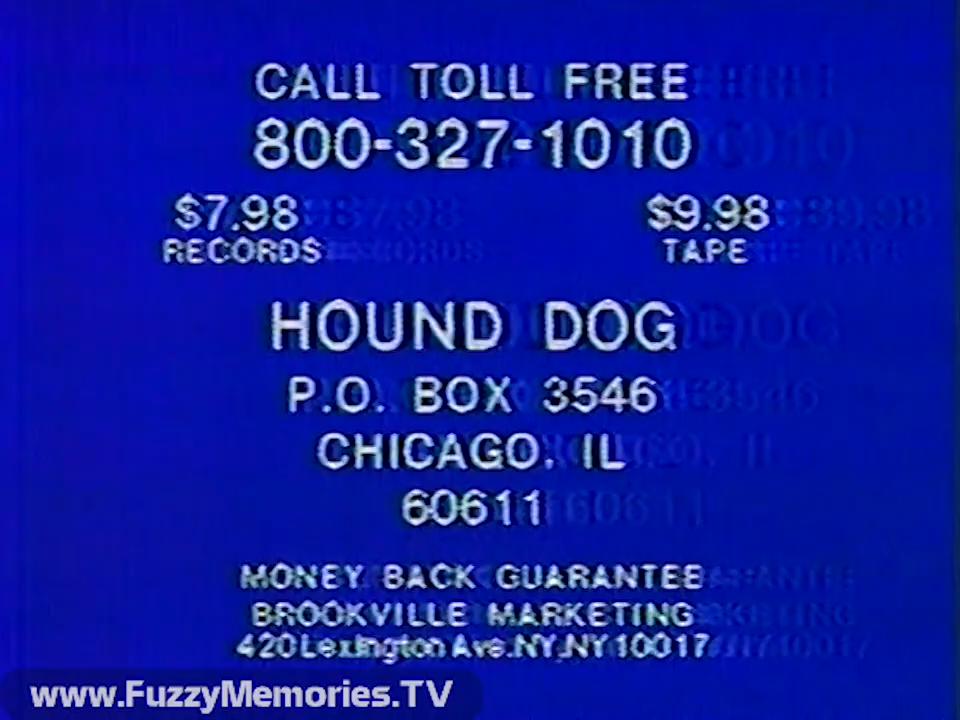 CALL TOLL FREE
800-327-1010
$7.98 $9.98
RECORDS TAPE
HOUND DOG
P.O. BOX 3546
CHICAGO, IL
60611
MONEY BACK GUARANTEE
BROOKVILLE MARKETING
420 Lexington Ave. NY, NY 10017
www.FuzzyMemories.TV